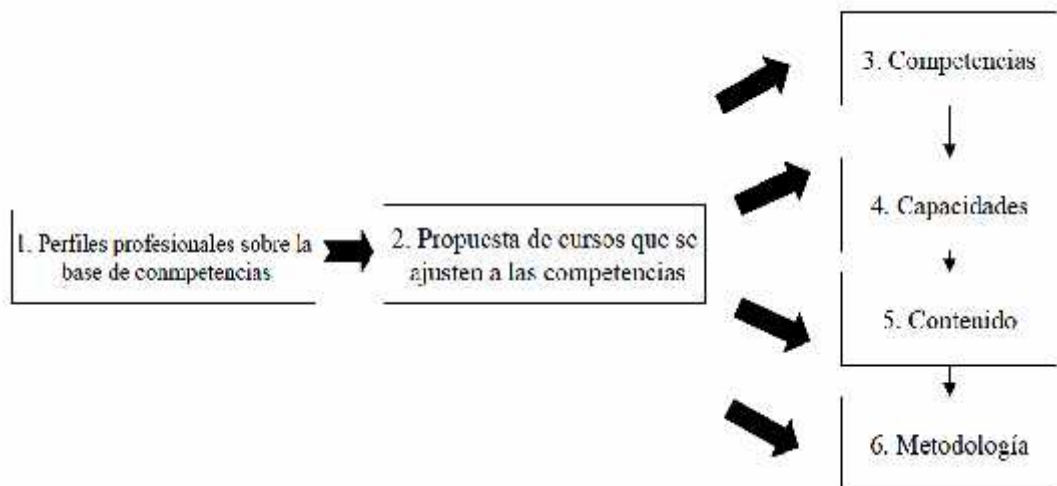 1. Perfiles profesionales sobre la
base de conmpetencias
2. Propuesta de cursos que se
ajusten a las competencias
3. Competencias
4. Capacidades
5. Contenido
6. Metodología